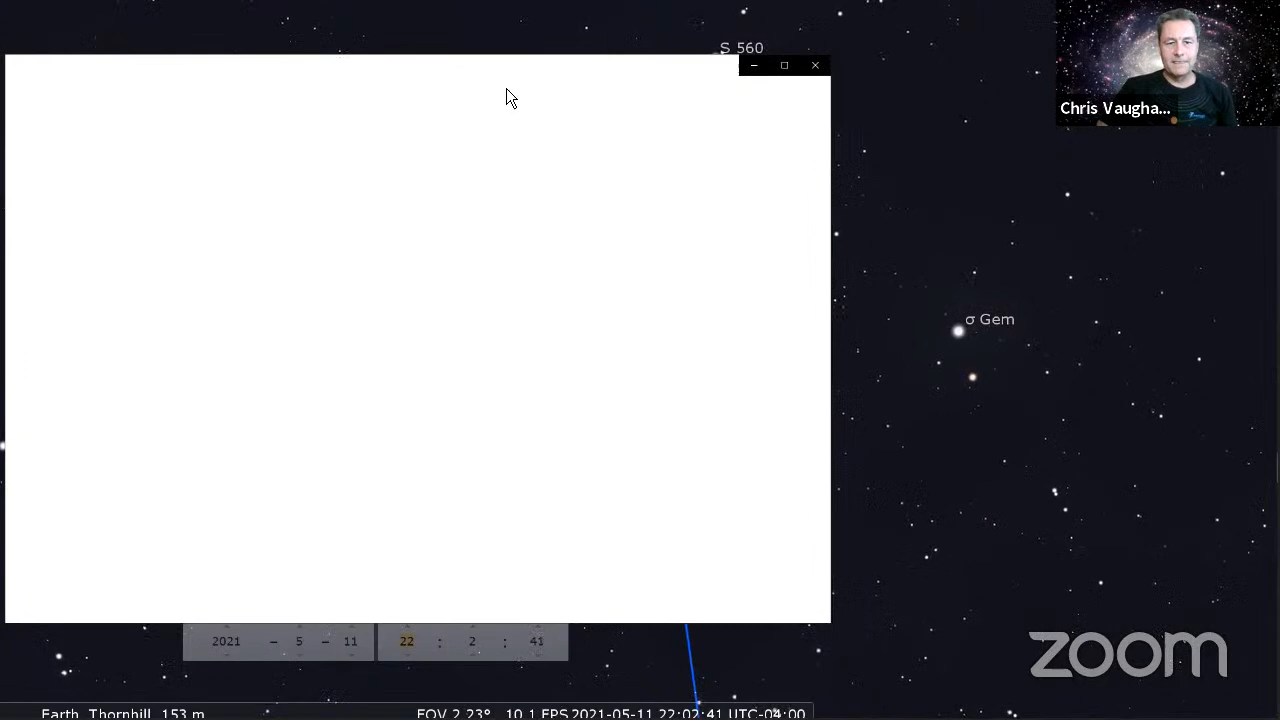 S 560
Chris Vaugha...
σ Gem
2021 - 5 - 11 22 : 2 : 41
zoom
Earth, Thornhill, 153 m FOV 2.23° 10.1 FPS 2021-05-11 22:02:41 UTC-04:00